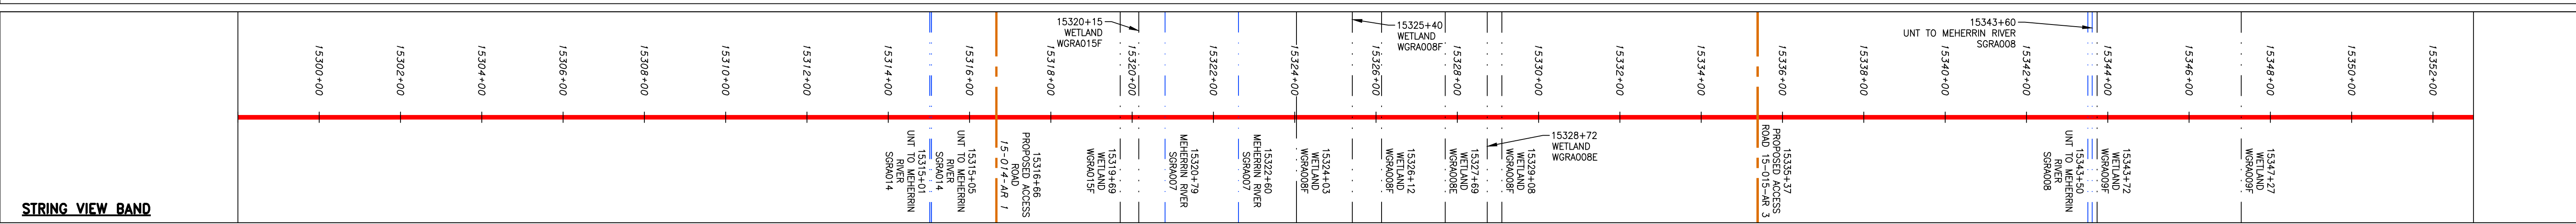 15320+15
WETLAND
WGRA015F
15325+40
WETLAND
WGRA008F
15343+60
UNT TO MEHERRIN RIVER
SGRA008
15300+00
15302+00
15304+00
15306+00
15308+00
15310+00
15312+00
15314+00
15316+00
15318+00
15320+00
15322+00
15324+00
15326+00
15328+00
15330+00
15332+00
15334+00
15336+00
15338+00
15340+00
15342+00
15344+00
15346+00
15348+00
15350+00
15352+00
15315+01
UNT TO MEHERRIN
RIVER
SGRA014
15315+05
UNT TO MEHERRIN
RIVER
SGRA014
15316+66
PROPOSED ACCESS
ROAD
15-014-AR 1
15319+69
WETLAND
WGRA015F
15320+79
MEHERRIN RIVER
SGRA007
15322+60
MEHERRIN RIVER
SGRA007
15324+03
WETLAND
WGRA008F
15326+12
WETLAND
WGRA008F
15327+69
WETLAND
WGRA008E
15328+72
WETLAND
WGRA008E
15329+08
WETLAND
WGRA008F
15335+37
PROPOSED ACCESS
ROAD 15-015-AR 3
15343+50
UNT TO MEHERRIN
RIVER
SGRA008
15343+72
WETLAND
WGRA009F
15347+27
WETLAND
WGRA009F
STRING VIEW BAND